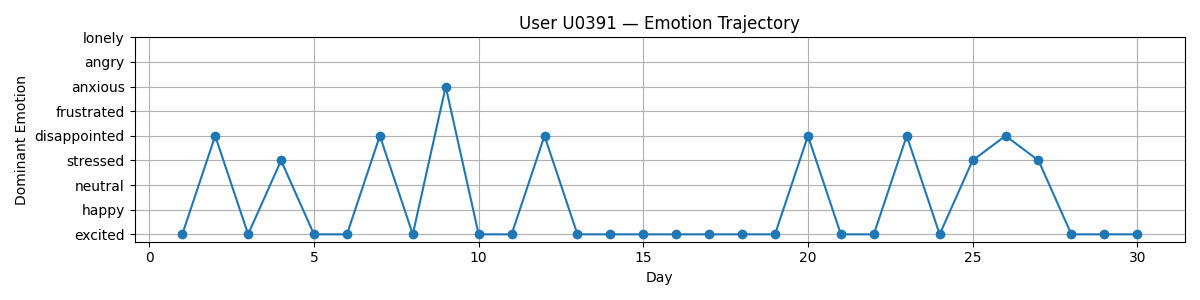 User U0391 — Emotion Trajectory
Dominant Emotion
lonely
angry
anxious
frustrated
disappointed
stressed
neutral
happy
excited
0 5 10 15 20 25 30
Day